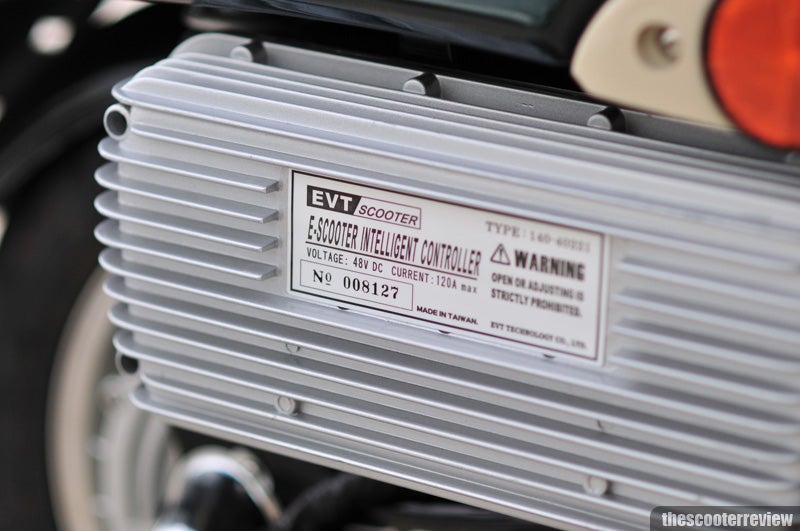 EVT SCOOTER
TYPE: 140-40221
E-SCOOTER INTELLIGENT CONTROLLER
VOLTAGE: 48V DC CURRENT: 120A max
Nº 008127
MADE IN TAIWAN.
WARNING
OPEN OR ADJUSTING IS
STRICTLY PROHIBITED.
EVT TECHNOLOGY CO., LTD.
thescooterreview